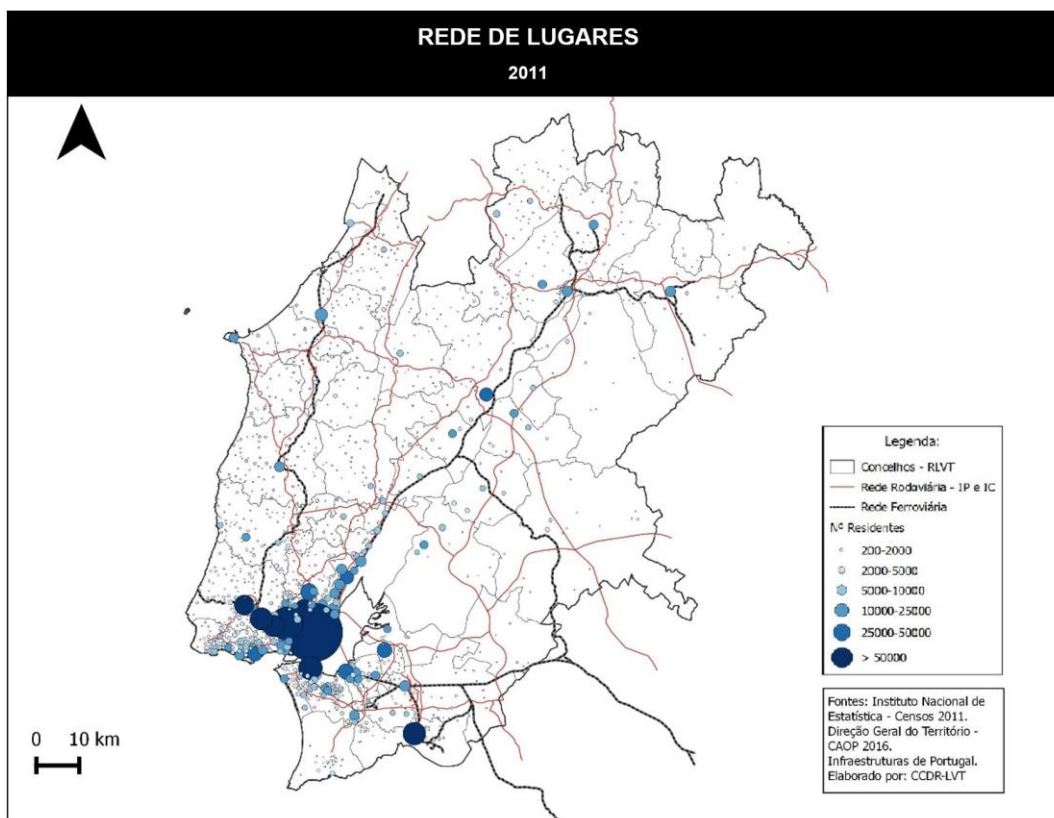 REDE DE LUGARES
2011
0 10 km
Legenda:
Concelhos - RLVT
Rede Rodoviária - IP e IC
Rede Ferroviária
Nº Residentes
200-2000
2000-5000
5000-10000
10000-25000
25000-50000
> 50000
Fontes: Instituto Nacional de
Estatística - Censos 2011.
Direção Geral do Território -
CAOP 2016.
Infraestruturas de Portugal.
Elaborado por: CCDR-LVT